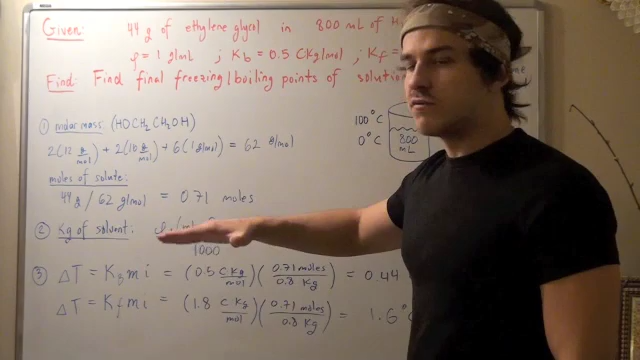 Given: 44 g of ethylene glycol in 800 mL of H
ρ = 1 g/mL ; Kb = 0.5 C Kg/mol ; Kf =
Find: Find final freezing/boiling points of solution
① molar mass (HOCH2CH2OH)
100°C
0°C
800 mL
2(12 g/mol) + 2(16 g/mol) + 6(1 g/mol) = 62 g/mol
moles of solute:
44 g / 62 g/mol = 0.71 moles
② Kg of solvent:
1000
③ ΔT = KB m i = (0.5 C Kg/mol)(0.71 moles/0.8 Kg) = 0.44
ΔT = Kf m i = (1.8 C Kg/mol)(0.71 moles/0.8 Kg) = 1.6°C